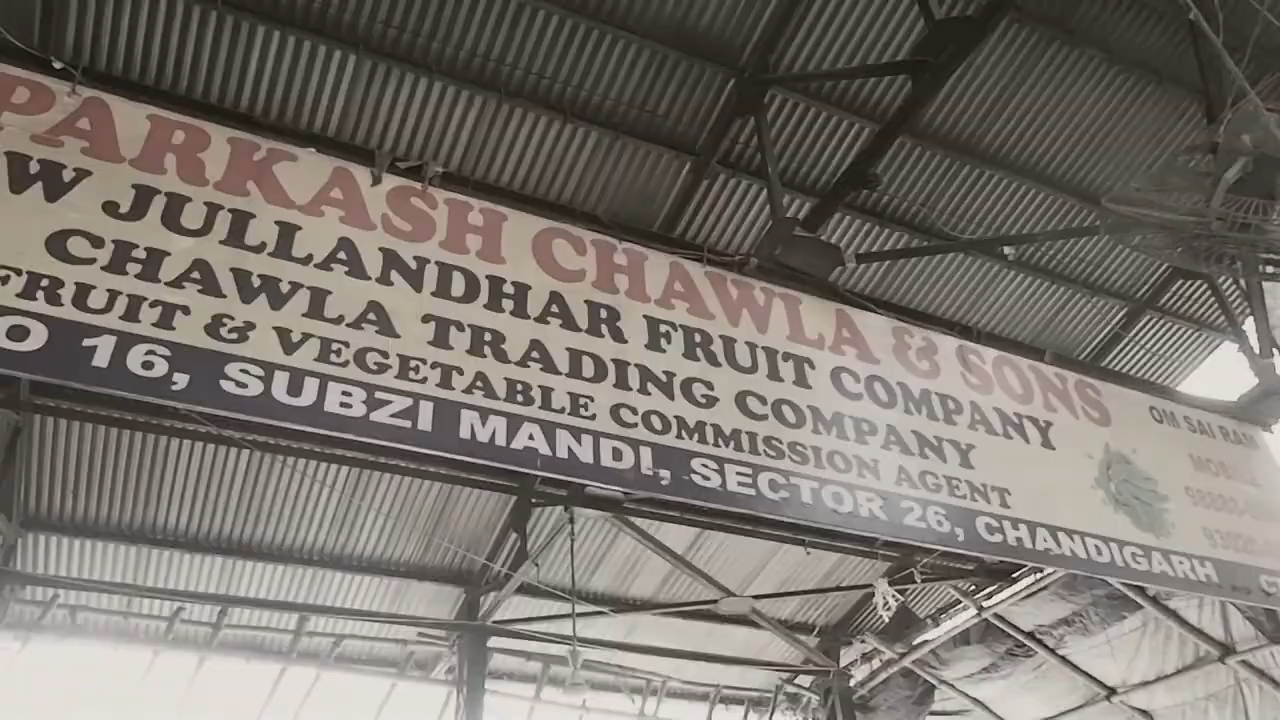 PARKASH CHAWLA & SONS
W JULLANDHAR FRUIT COMPANY
CHAWLA TRADING COMPANY
FRUIT & VEGETABLE COMMISSION AGENT
O 16, SUBZI MANDI, SECTOR 26, CHANDIGARH
OM SAI RAM